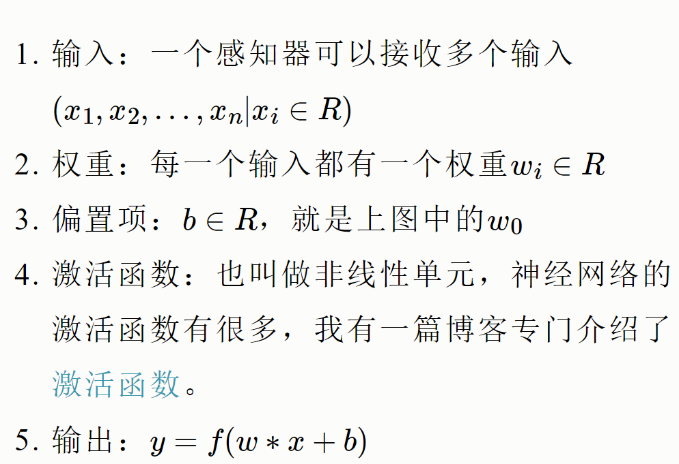 1. 输入：一个感知器可以接收多个输入
(x₁, x₂, . . . , xₙ|xᵢ ∈ R)
2. 权重：每一个输入都有一个权重wᵢ ∈ R
3. 偏置项：b ∈ R，就是上图中的w₀
4. 激活函数：也叫做非线性单元，神经网络的
激活函数有很多，我有一篇博客专门介绍了
激活函数。
5. 输出：y = f(w ∗ x + b)